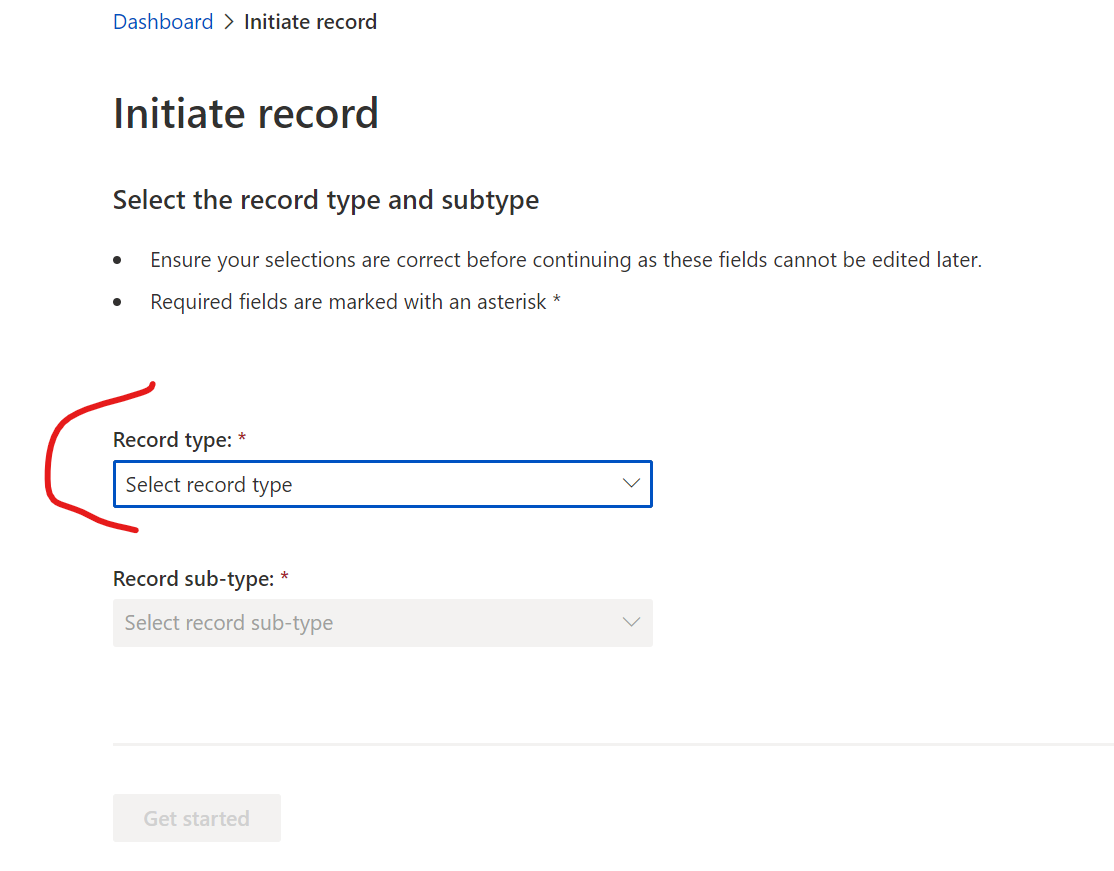 Dashboard > Initiate record
Initiate record
Select the record type and subtype
• Ensure your selections are correct before continuing as these fields cannot be edited later.
• Required fields are marked with an asterisk *
Record type: *
Select record type
Record sub-type: *
Select record sub-type
Get started